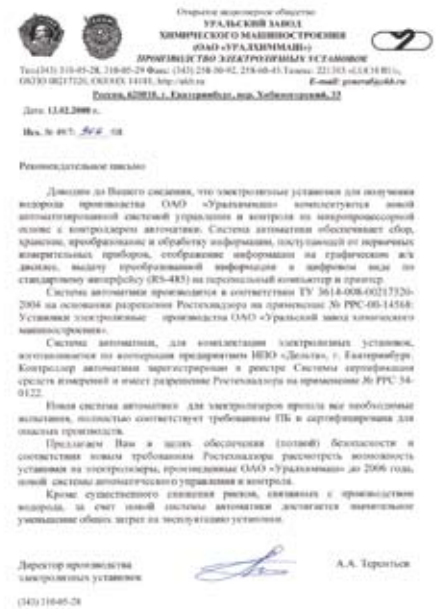 Открытое акционерное общество
УРАЛЬСКИЙ ЗАВОД
ХИМИЧЕСКОГО МАШИНОСТРОЕНИЯ
(ОАО «УРАЛХИММАШ»)
ПРОИЗВОДСТВО ЭЛЕКТРОЛИЗНЫХ УСТАНОВОК
Россия, 620010, г. Екатеринбург, пер. Хибиногорский, 33
Дата: 13.02.2008 г.
Рекомендательное письмо
Доводим до Вашего сведения, что электролизные установки для получения
водорода производства ОАО «Уралхиммаш» комплектуются новой
автоматизированной системой управления и контроля на микропроцессорной
основе с контроллером автоматики. Система автоматики обеспечивает сбор,
хранение, преобразование и обработку информации, поступающей от первичных
измерительных приборов, отображение информации на графическом ж/к
дисплее, выдачу преобразованной информации в цифровом виде по
стандартному интерфейсу (RS-485) на персональный компьютер и принтер.
Система автоматики производится в соответствии ТУ 3614-008-00217320-
2004 на основании разрешения Ростехнадзора на применение № РРС-00-14568:
Установки электролизные производства ОАО «Уральский завод химического
машиностроения».
Система автоматики, для комплектации электролизных установок,
изготавливается по кооперации предприятием НПО «Дельта», г. Екатеринбург.
Контроллер автоматики зарегистрирован в реестре Системы сертификации
средств измерений и имеет разрешение Ростехнадзора на применение № РРС 54-
0122.
Новая система автоматики для электролизеров прошла все необходимые
испытания, полностью соответствует требованиям ПБ и сертифицирована для
опасных производств.
Предлагаем Вам в целях обеспечения (полной) безопасности и
соответствия новым требованиям Ростехнадзора рассмотреть возможность
установки на электролизеры, произведенные ОАО «Уралхиммаш» до 2006 года,
новой системы автоматического управления и контроля.
Кроме существенного снижения рисков, связанных с производством
водорода, за счет новой системы автоматики достигается значительное
уменьшение общих затрат на эксплуатацию установки.
Директор производства
электролизных установок
А.А. Терентьев
(343) 310-05-28